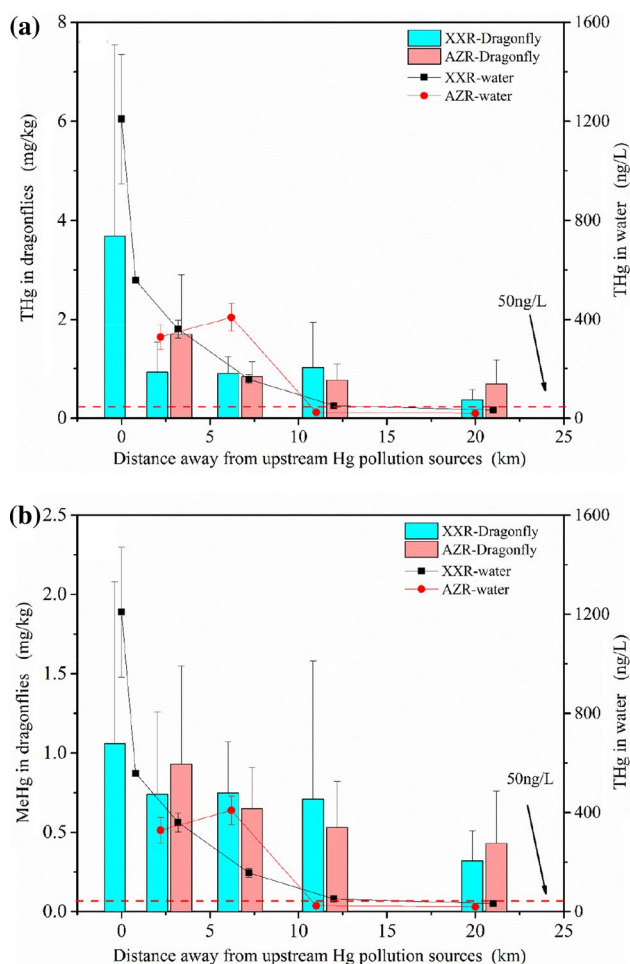 (a)
8
6
4
2
0
THg in dragonflies (mg/kg)
XXR-Dragonfly
AZR-Dragonfly
XXR-water
AZR-water
1600
1200
800
400
0
THg in water (ng/L)
50ng/L
0 5 10 15 20 25
Distance away from upstream Hg pollution sources (km)
(b)
2.5
2.0
1.5
1.0
0.5
0.0
MeHg in dragonflies (mg/kg)
XXR-Dragonfly
AZR-Dragonfly
XXR-water
AZR-water
1600
1200
800
400
0
THg in water (ng/L)
50ng/L
0 5 10 15 20 25
Distance away from upstream Hg pollution sources (km)